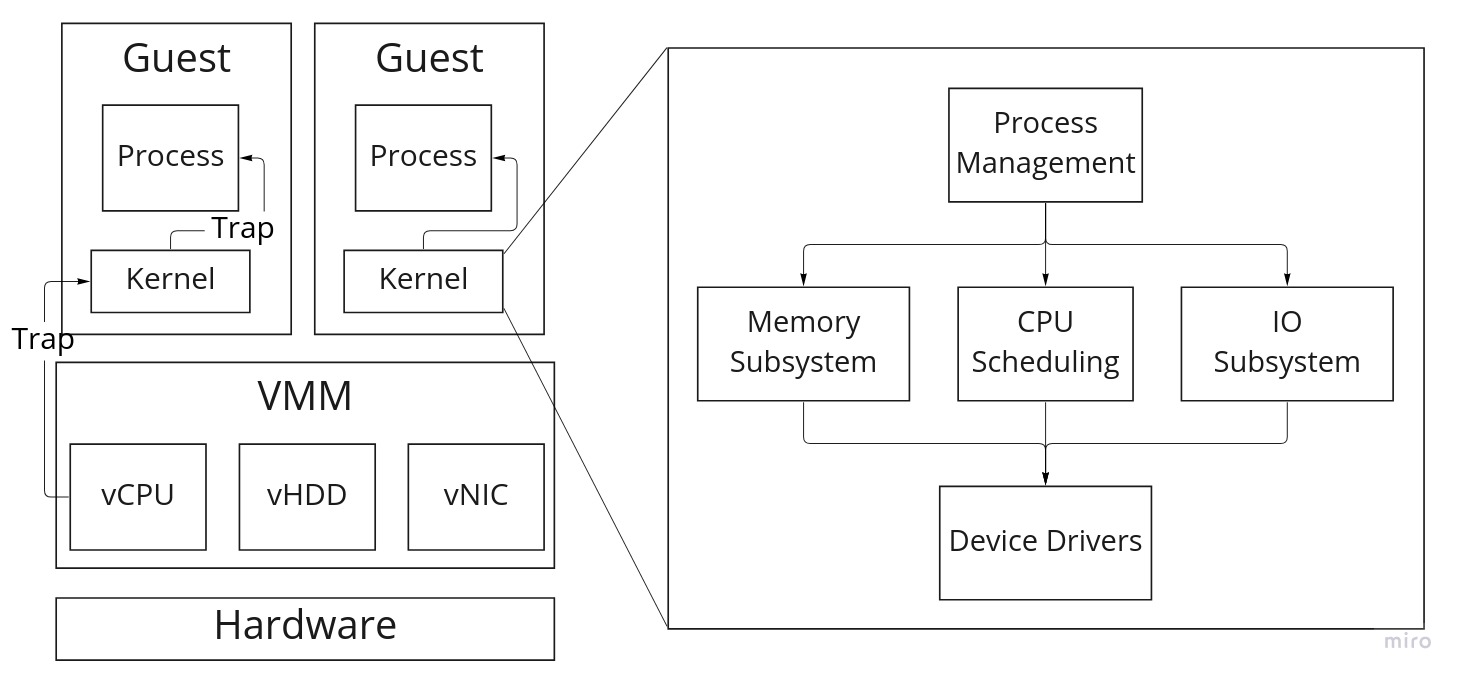 Guest
Process
Trap
Kernel
Trap
Guest
Process
Kernel
VMM
vCPU
vHDD
vNIC
Hardware
Process
Management
Memory
Subsystem
CPU
Scheduling
IO
Subsystem
Device Drivers
miro